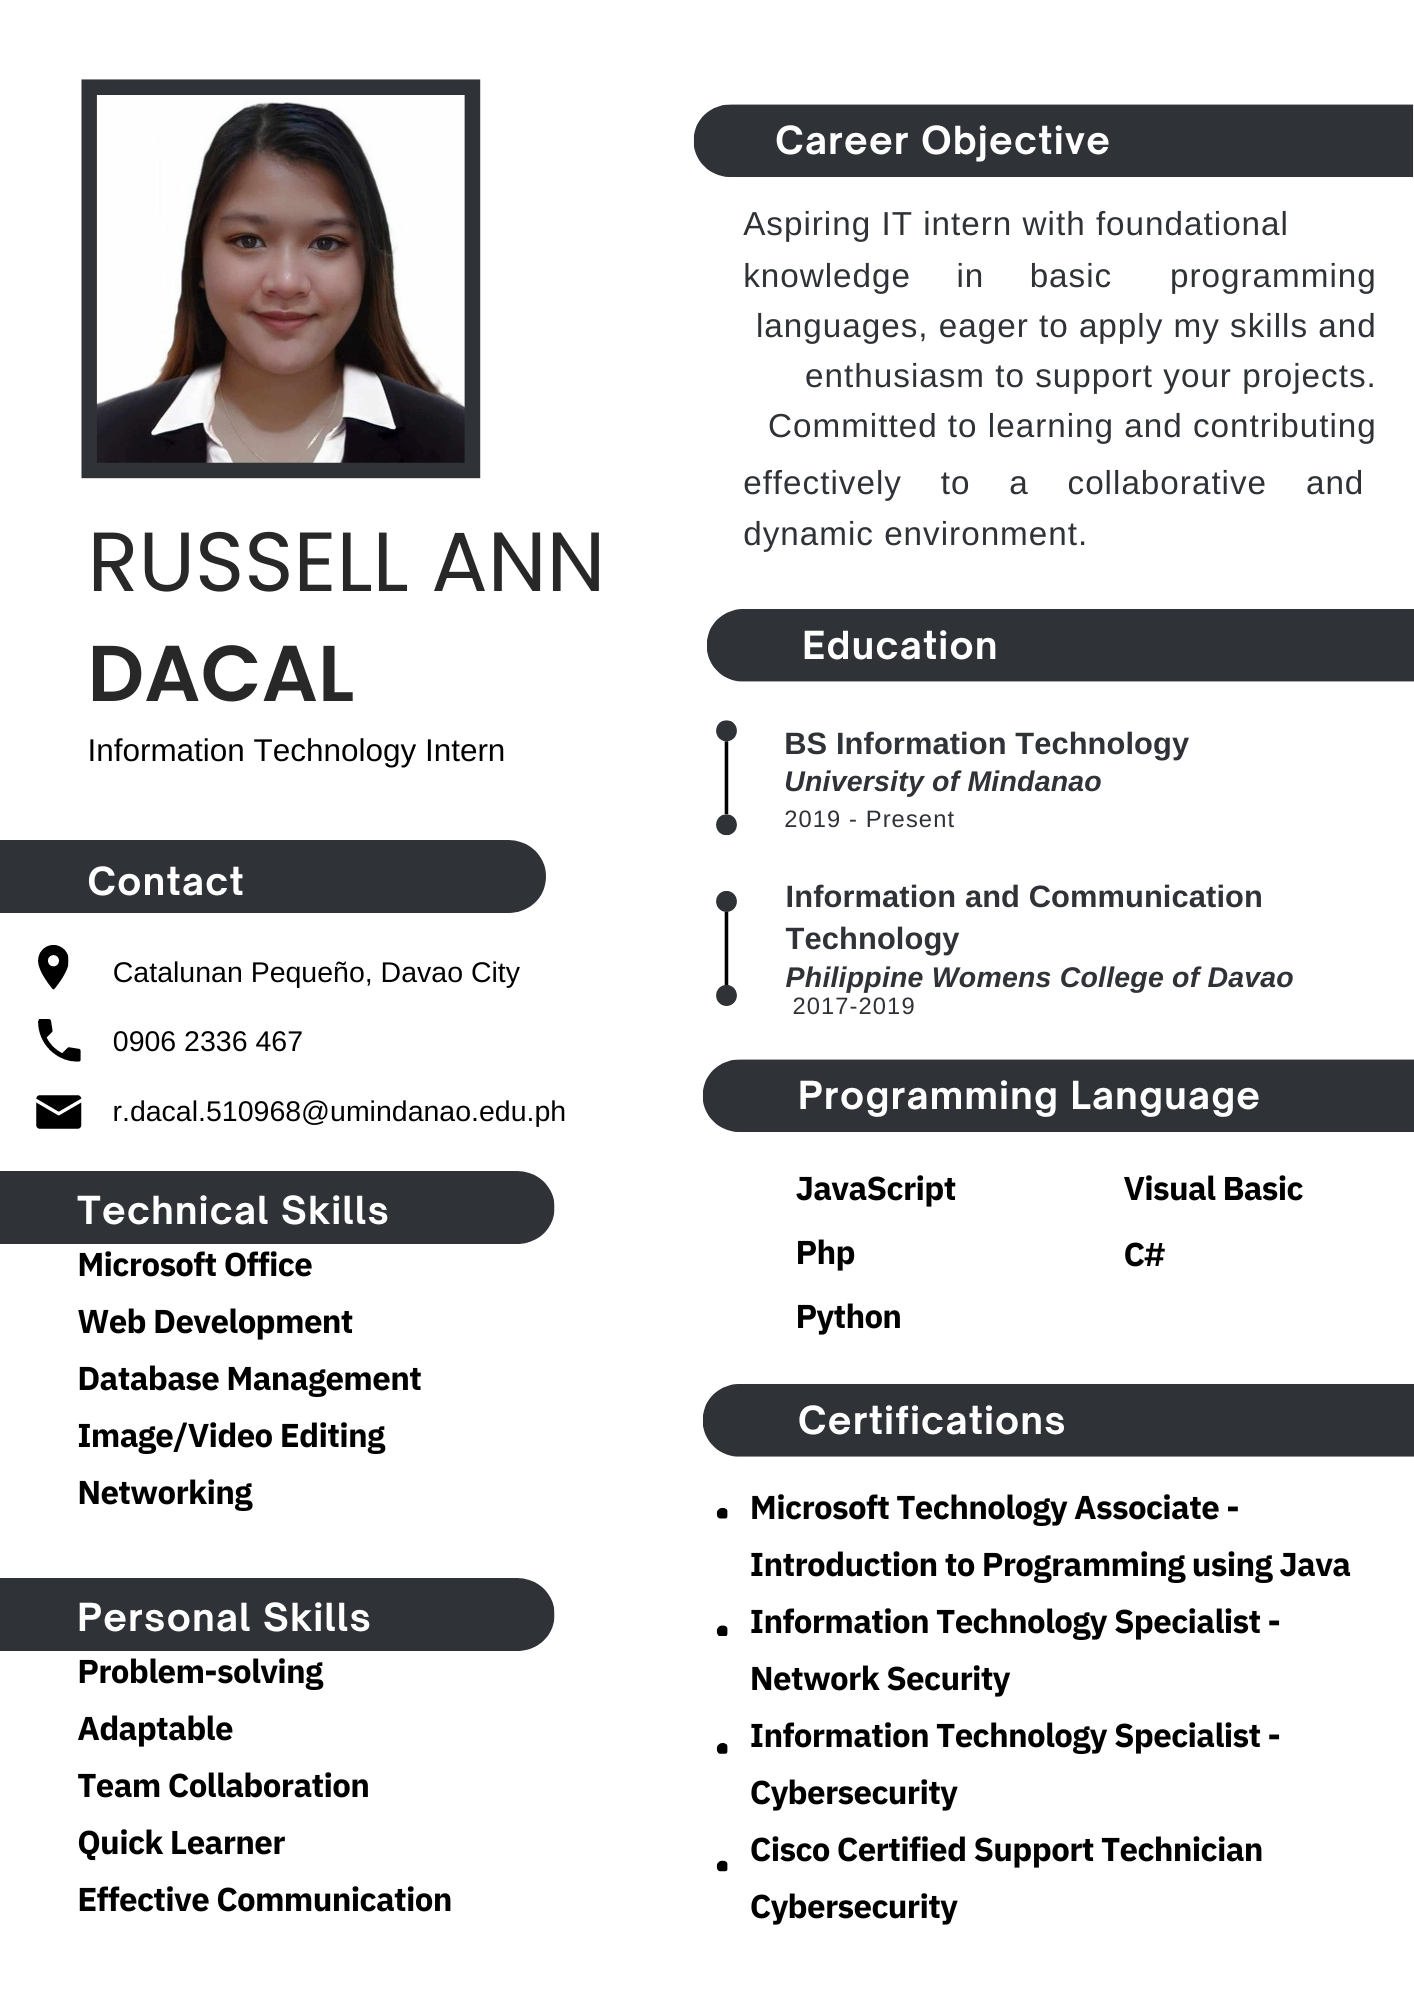 RUSSELL ANN
DACAL
Information Technology Intern
Contact
Catalunan Pequeño, Davao City
0906 2336 467
r.dacal.510968@umindanao.edu.ph
Technical Skills
Microsoft Office
Web Development
Database Management
Image/Video Editing
Networking
Personal Skills
Problem-solving
Adaptable
Team Collaboration
Quick Learner
Effective Communication
Career Objective
Aspiring IT intern with foundational
knowledge in basic programming
languages, eager to apply my skills and
enthusiasm to support your projects.
Committed to learning and contributing
effectively to a collaborative and
dynamic environment.
Education
BS Information Technology
University of Mindanao
2019 - Present
Information and Communication
Technology
Philippine Womens College of Davao
2017-2019
Programming Language
JavaScript
Php
Python
Visual Basic
C#
Certifications
Microsoft Technology Associate -
Introduction to Programming using Java
Information Technology Specialist -
Network Security
Information Technology Specialist -
Cybersecurity
Cisco Certified Support Technician
Cybersecurity